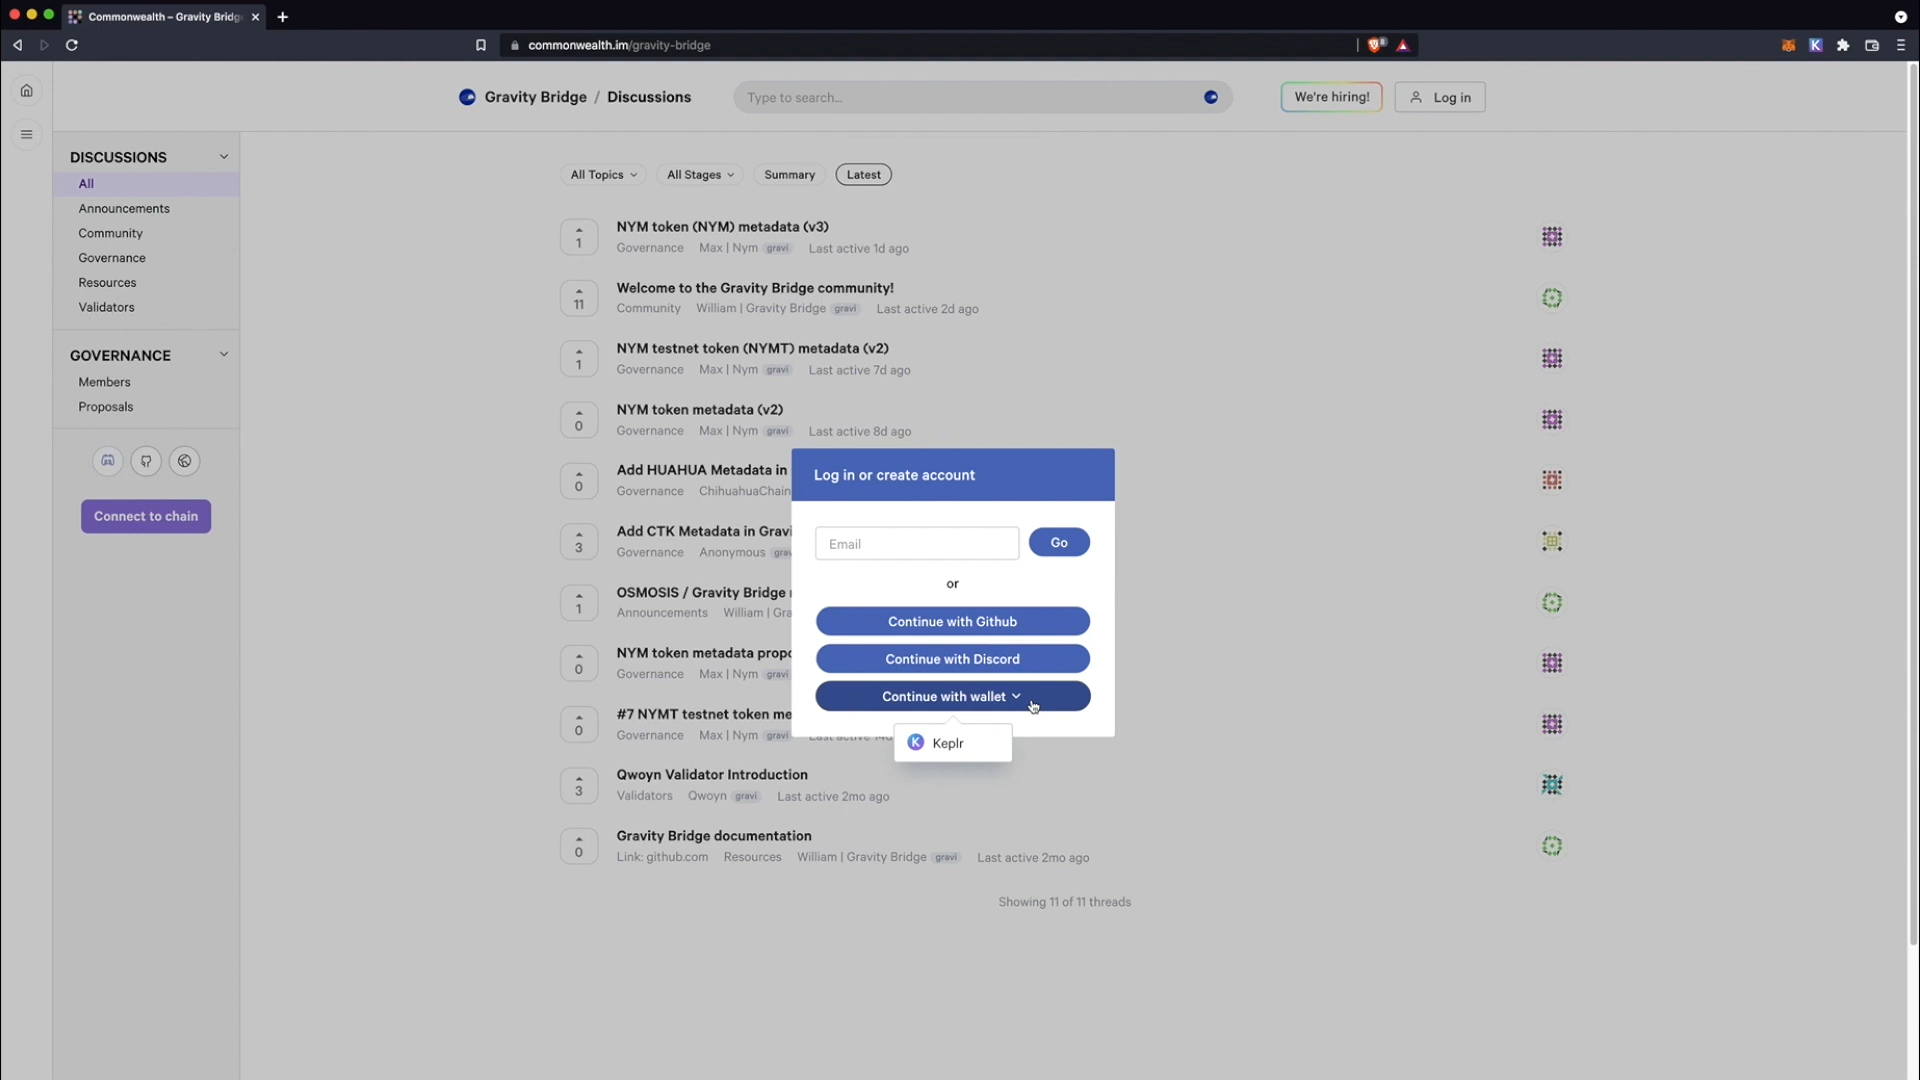 Commonwealth – Gravity Bridg
commonwealth.im/gravity-bridge
Gravity Bridge / Discussions
Type to search...
We're hiring!
Log in
DISCUSSIONS
All
Announcements
Community
Governance
Resources
Validators
GOVERNANCE
Members
Proposals
Connect to chain
All Topics
All Stages
Summary
Latest
1
NYM token (NYM) metadata (v3)
Governance Max | Nym gravi Last active 1d ago
11
Welcome to the Gravity Bridge community!
Community William | Gravity Bridge gravi Last active 2d ago
1
NYM testnet token (NYMT) metadata (v2)
Governance Max | Nym gravi Last active 7d ago
0
NYM token metadata (v2)
Governance Max | Nym gravi Last active 8d ago
0
Add HUAHUA Metadata in
Governance ChihuahuaChain
3
Add CTK Metadata in Gravi
Governance Anonymous grav
1
OSMOSIS / Gravity Bridge
Announcements William | Gra
0
NYM token metadata propo
Governance Max | Nym gravi
0
#7 NYMT testnet token me
Governance Max | Nym gravi Last active 14d
3
Qwoyn Validator Introduction
Validators Qwoyn gravi Last active 2mo ago
0
Gravity Bridge documentation
Link: github.com Resources William | Gravity Bridge gravi Last active 2mo ago
Showing 11 of 11 threads
Log in or create account
Email
Go
or
Continue with Github
Continue with Discord
Continue with wallet
K Keplr